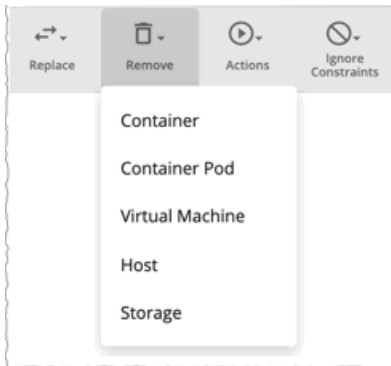 Replace
Remove
Actions
Ignore
Constraints
Container
Container Pod
Virtual Machine
Host
Storage